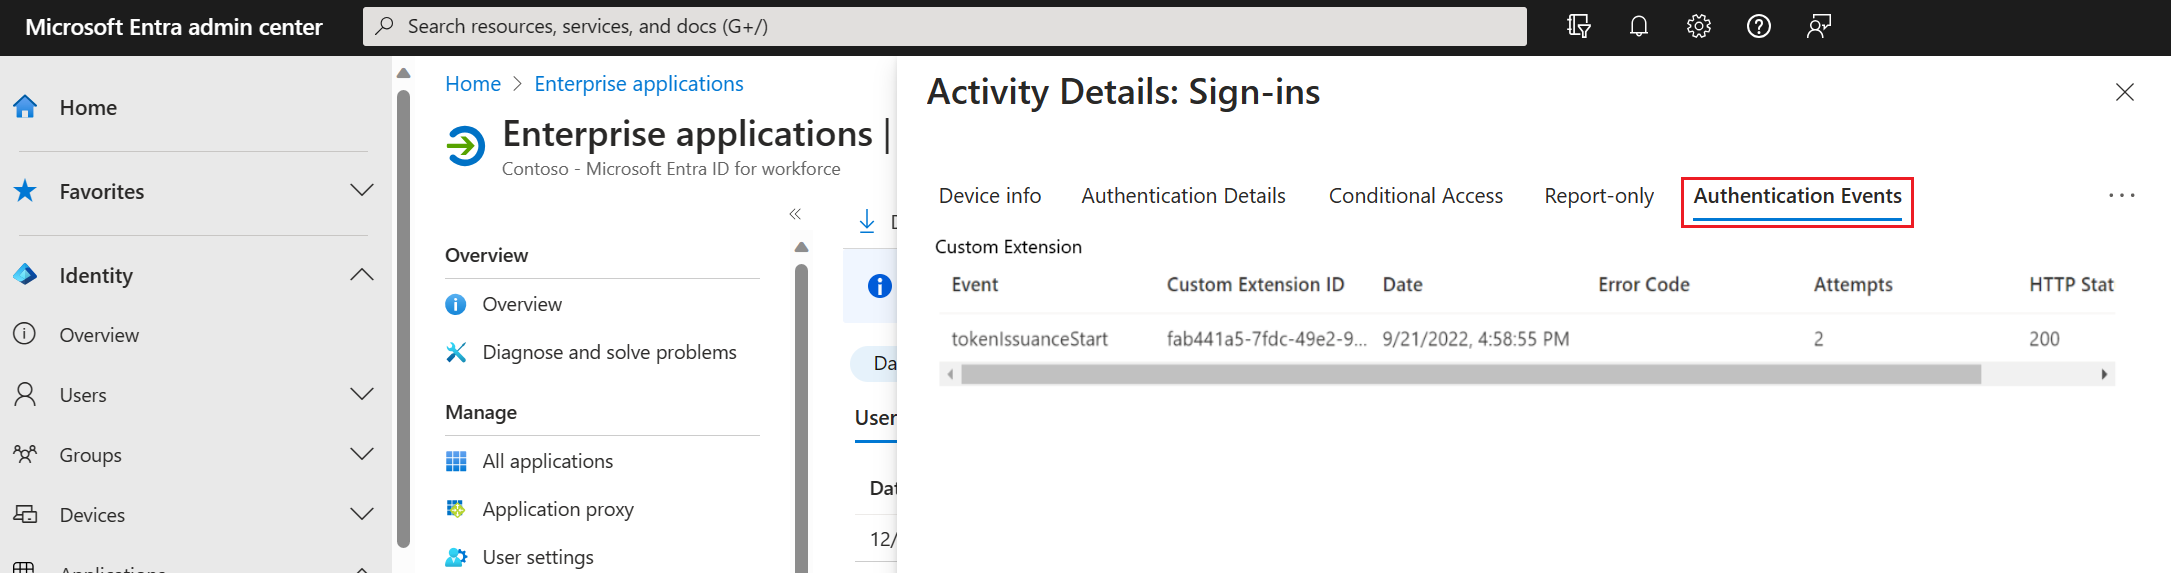 Microsoft Entra admin center
Search resources, services, and docs (G+/)
Home
Favorites
Identity
Overview
Users
Groups
Devices
Applications
Home > Enterprise applications
Enterprise applications |
Contoso - Microsoft Entra ID for workforce
Overview
Overview
Diagnose and solve problems
Manage
All applications
Application proxy
User settings
D
Da
User
Dat
12/
Activity Details: Sign-ins
Device info Authentication Details Conditional Access Report-only Authentication Events
Custom Extension
Event Custom Extension ID Date Error Code Attempts HTTP Stat
tokenIssuanceStart fab441a5-7fdc-49e2-9... 9/21/2022, 4:58:55 PM 2 200